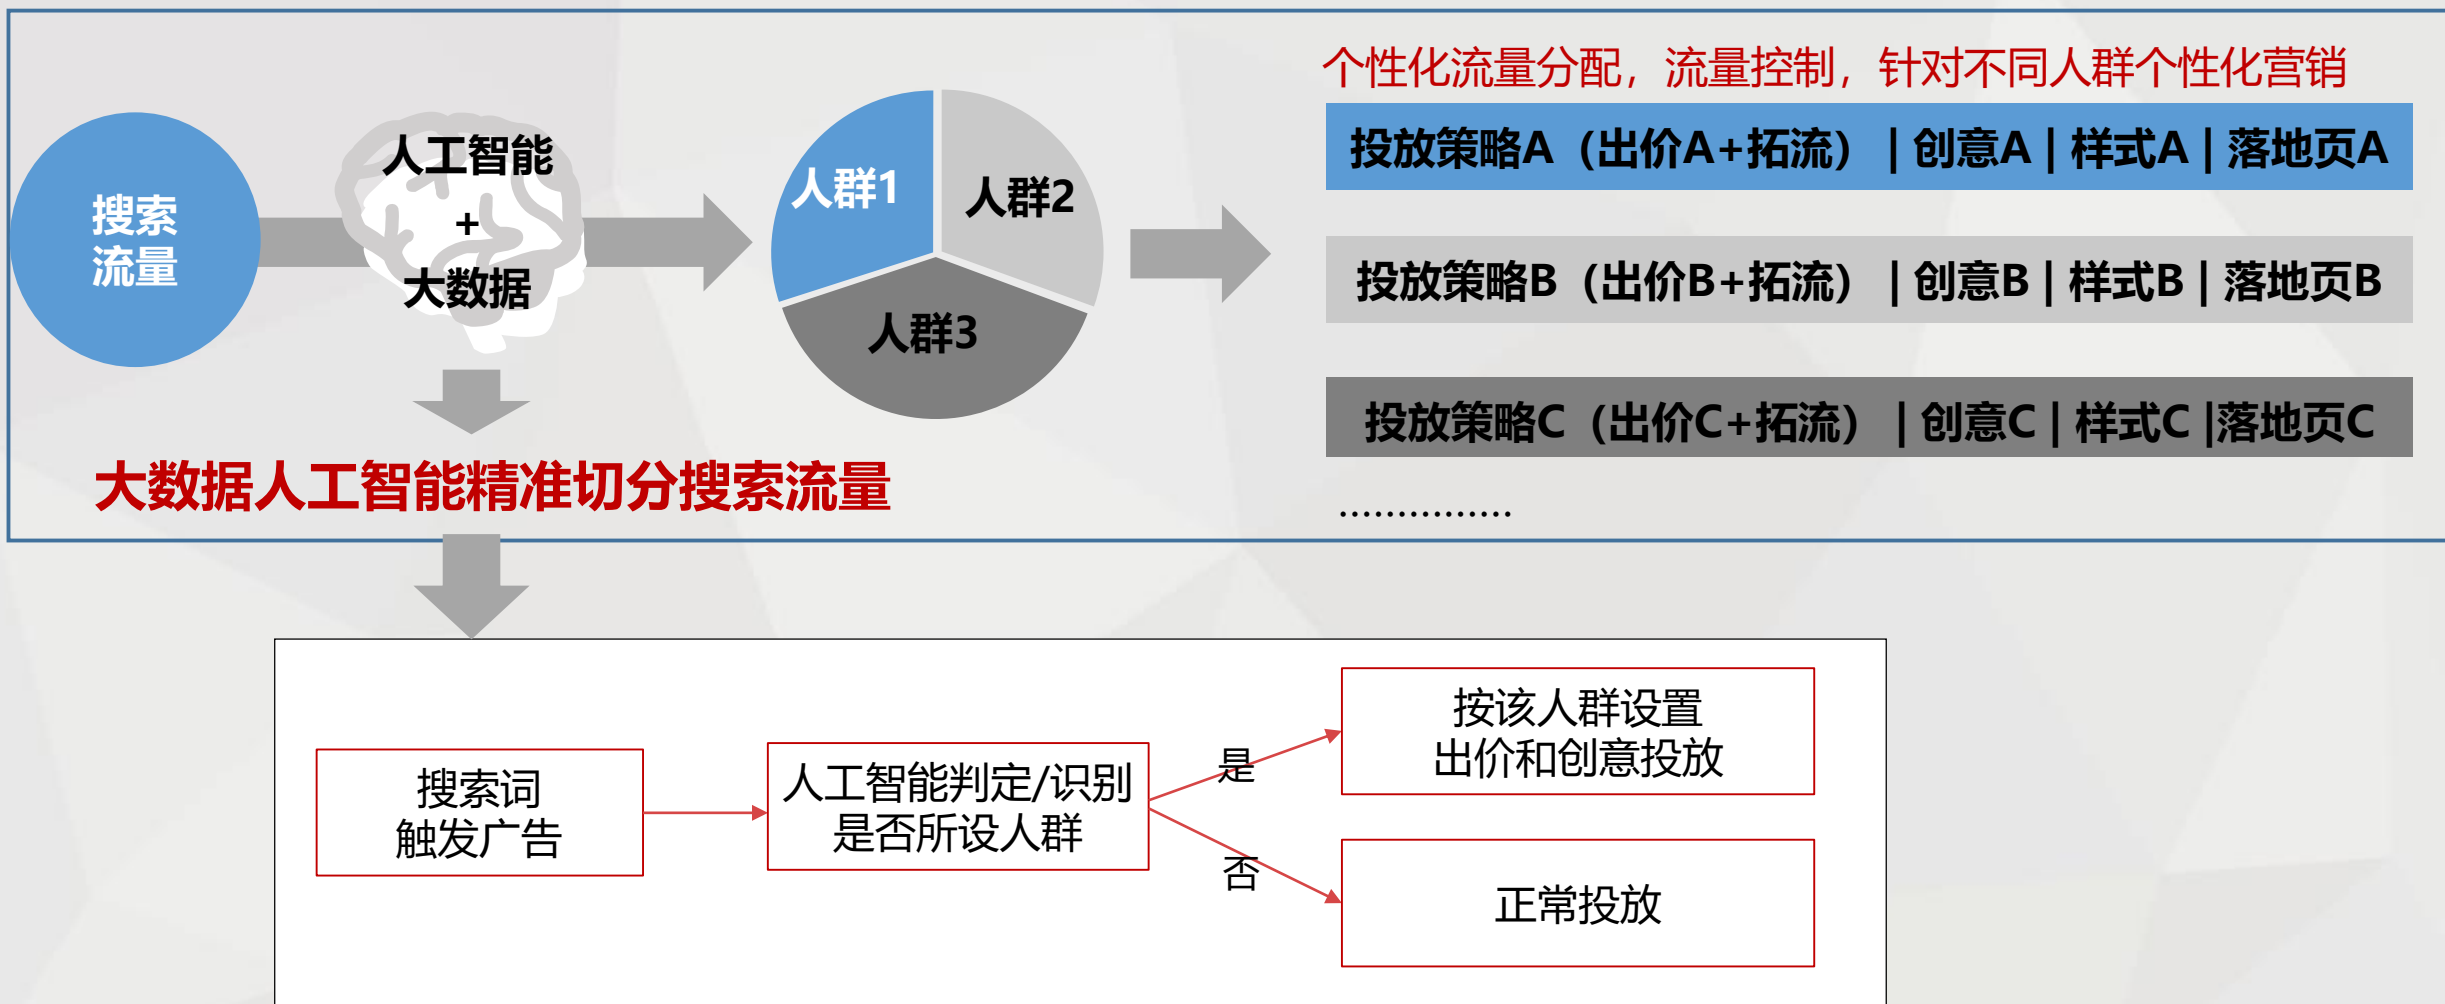 搜索
流量
人工智能
+
大数据
人群1
人群2
人群3
个性化流量分配，流量控制，针对不同人群个性化营销
投放策略A（出价A+拓流） | 创意A | 样式A | 落地页A
投放策略B（出价B+拓流） | 创意B | 样式B | 落地页B
投放策略C（出价C+拓流） | 创意C | 样式C |落地页C
……………
大数据人工智能精准切分搜索流量
搜索词
触发广告
人工智能判定/识别
是否所设人群
是
否
按该人群设置
出价和创意投放
正常投放